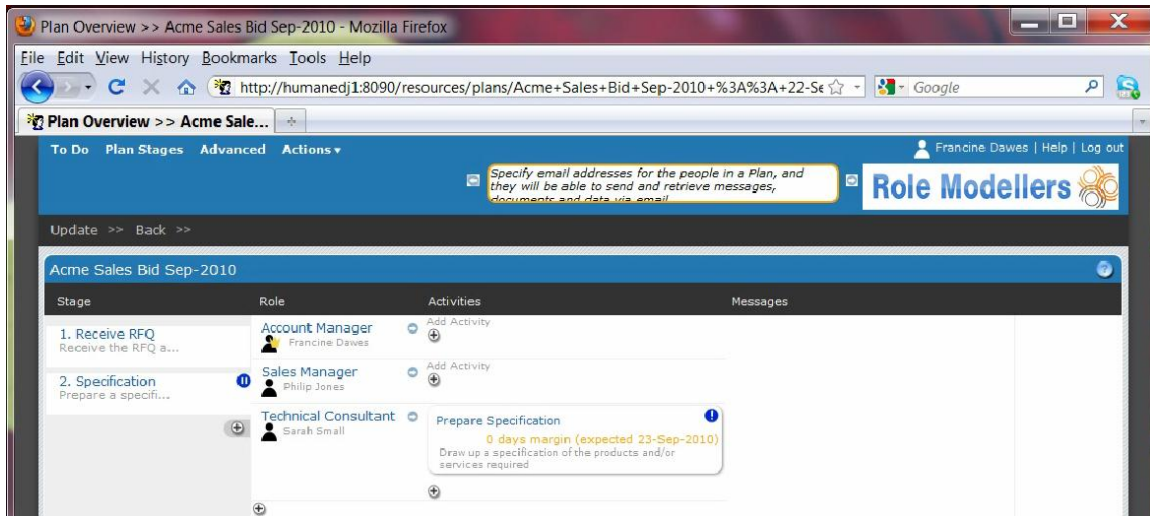 Plan Overview >> Acme Sales Bid Sep-2010 - Mozilla Firefox
File Edit View History Bookmarks Tools Help
http://humanedj1:8090/resources/plans/Acme+Sales+Bid+Sep-2010+%3A%3A+22-Se
Google
Plan Overview >> Acme Sale...
To Do Plan Stages Advanced Actions
Francine Dawes | Help | Log out
Specify email addresses for the people in a Plan, and
they will be able to send and retrieve messages,
documents and data via email
Role Modellers
Update >> Back >>
Acme Sales Bid Sep-2010
Stage Role Activities Messages
1. Receive RFQ
Receive the RFQ a...
Account Manager
Francine Dawes
Add Activity
2. Specification
Prepare a specifi...
Sales Manager
Philip Jones
Add Activity
Technical Consultant
Sarah Small
Prepare Specification
0 days margin (expected 23-Sep-2010)
Draw up a specification of the products and/or
services required